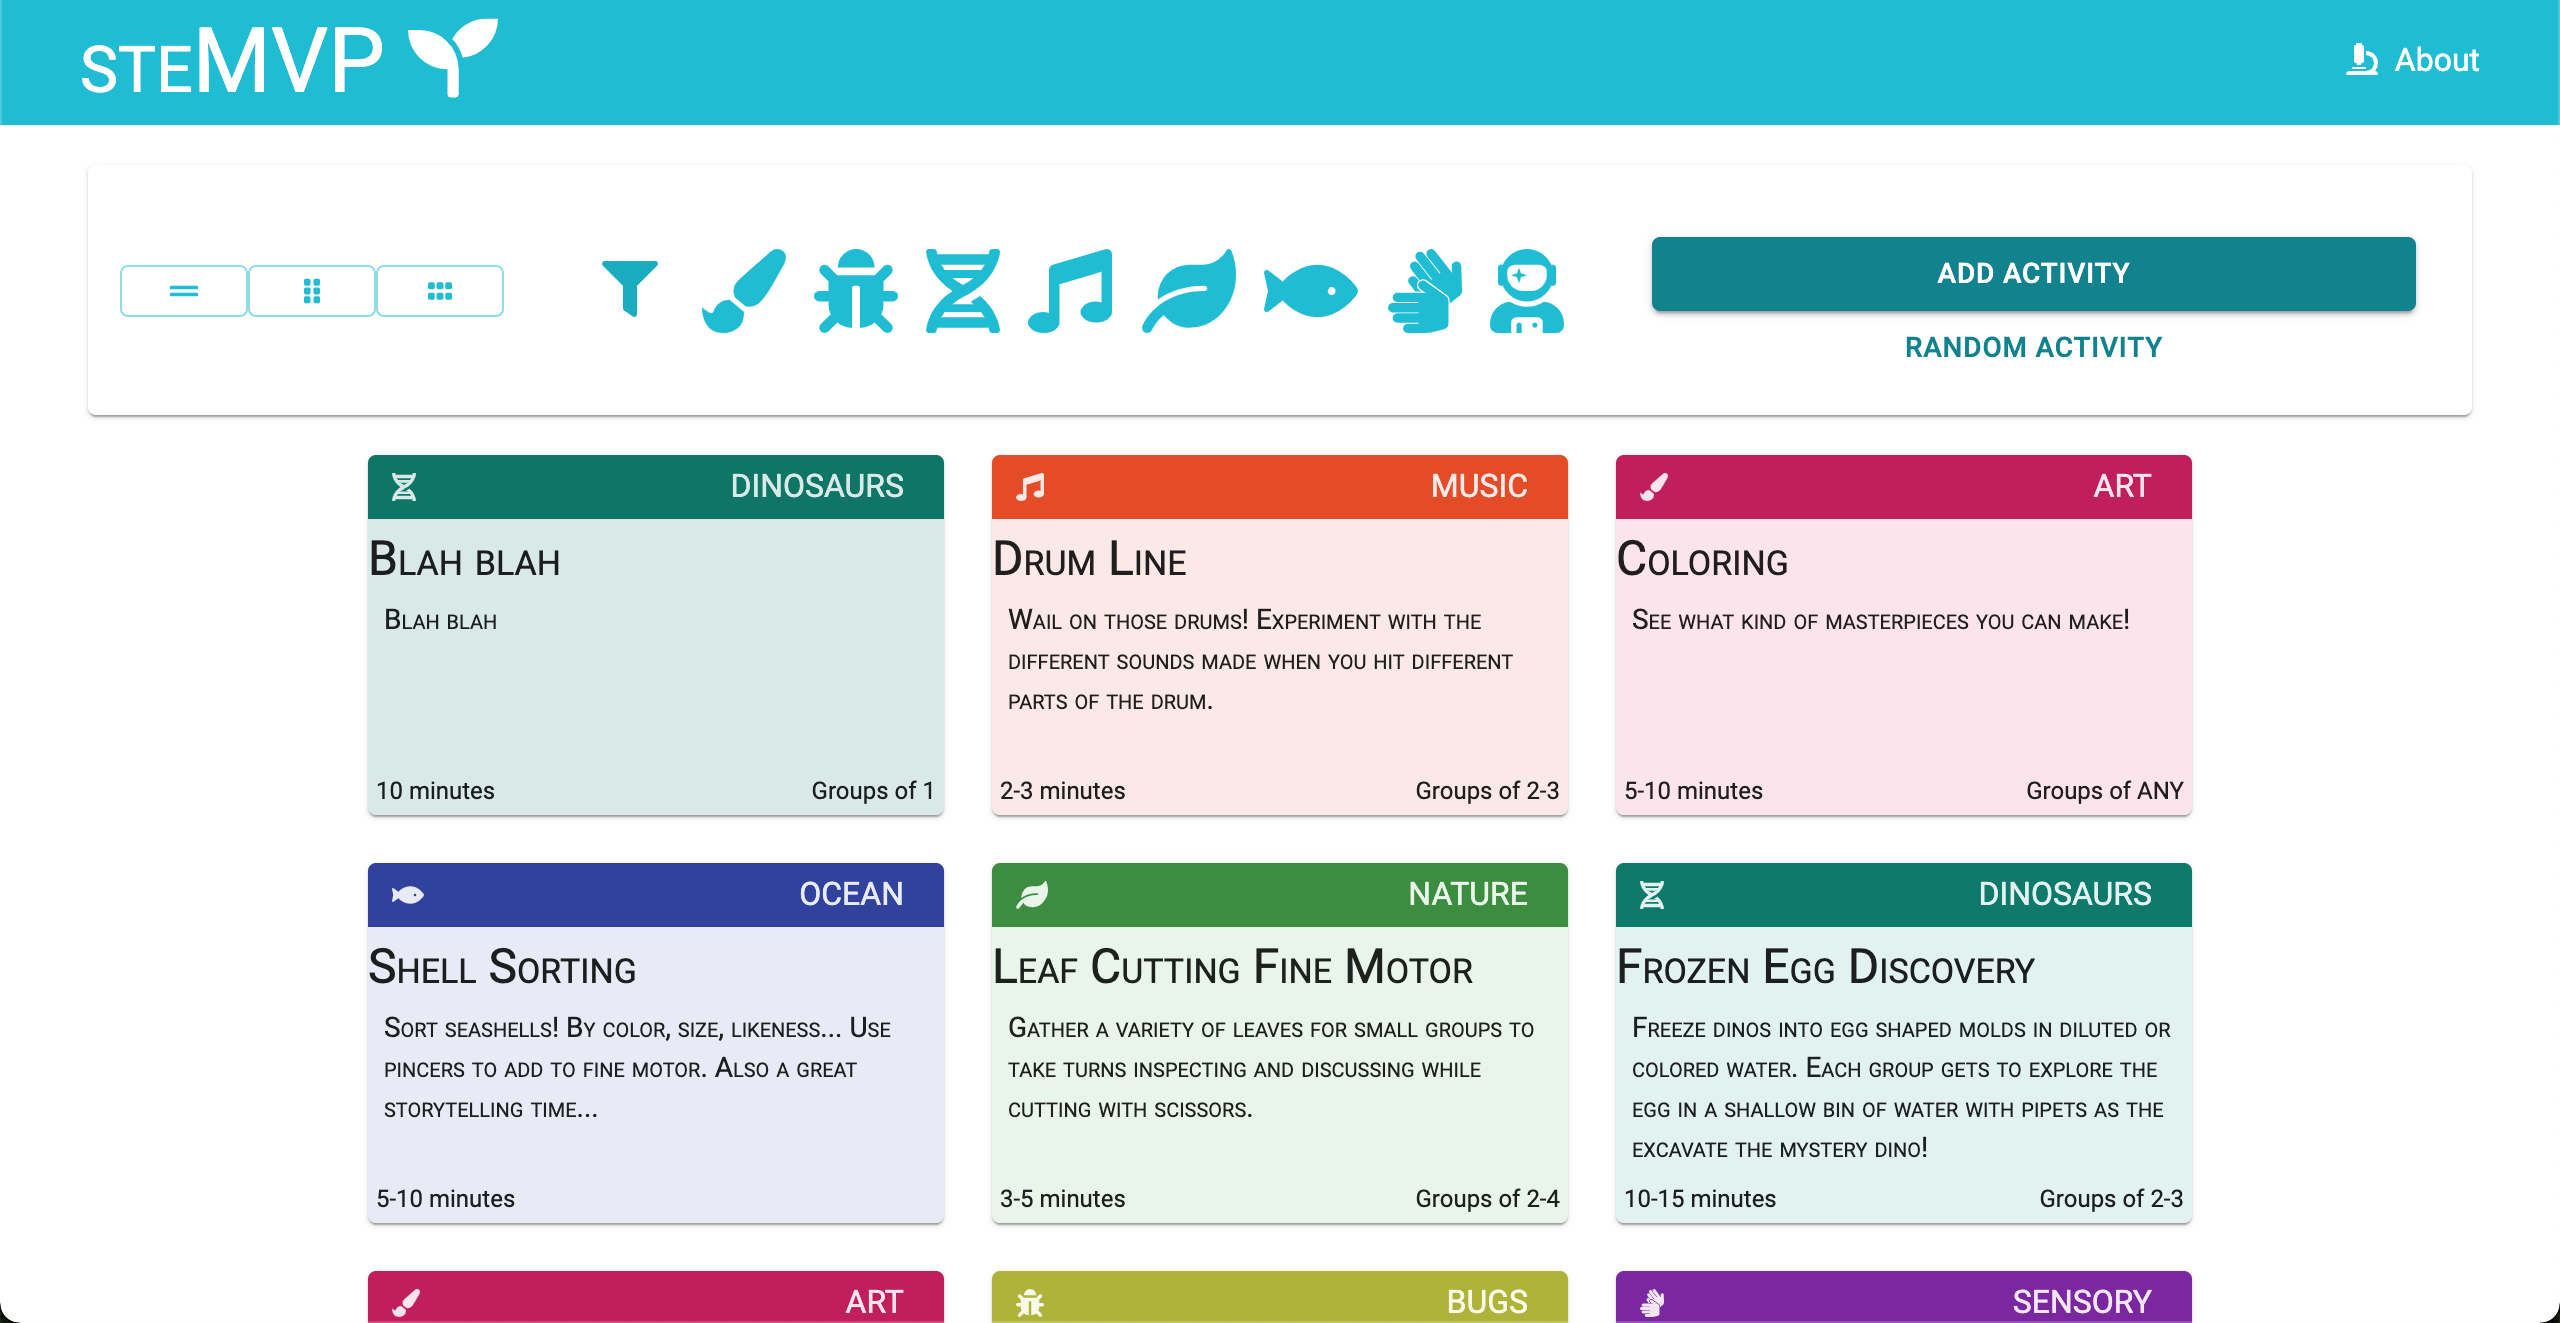 steMVP
About
ADD ACTIVITY
RANDOM ACTIVITY
DINOSAURS
Blah blah
Blah blah
10 minutes Groups of 1
MUSIC
Drum Line
Wail on those drums! Experiment with the
different sounds made when you hit different
parts of the drum.
2-3 minutes Groups of 2-3
ART
Coloring
See what kind of masterpieces you can make!
5-10 minutes Groups of ANY
OCEAN
Shell Sorting
Sort seashells! By color, size, likeness... Use
pincers to add to fine motor. Also a great
storytelling time...
5-10 minutes
NATURE
Leaf Cutting Fine Motor
Gather a variety of leaves for small groups to
take turns inspecting and discussing while
cutting with scissors.
3-5 minutes Groups of 2-4
DINOSAURS
Frozen Egg Discovery
Freeze dinos into egg shaped molds in diluted or
colored water. Each group gets to explore the
egg in a shallow bin of water with pipets as the
excavate the mystery dino!
10-15 minutes Groups of 2-3
ART
BUGS
SENSORY